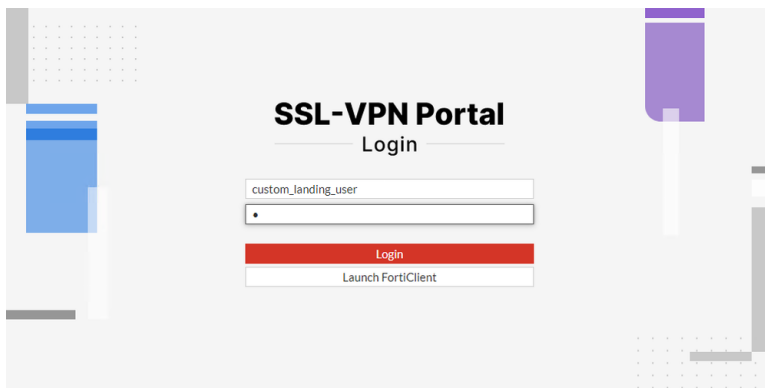 SSL-VPN Portal
Login
custom_landing_user
•
Login
Launch FortiClient